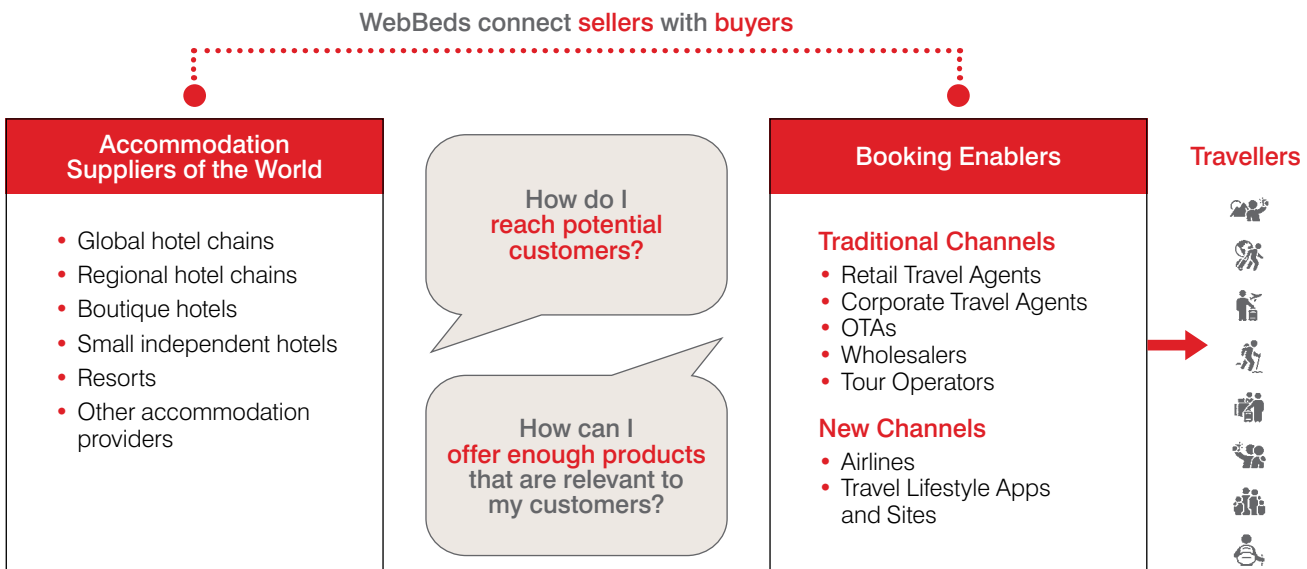 WebBeds connect sellers with buyers
Accommodation
Suppliers of the World
• Global hotel chains
• Regional hotel chains
• Boutique hotels
• Small independent hotels
• Resorts
• Other accommodation
providers
How do I
reach potential
customers?
How can I
offer enough products
that are relevant to
my customers?
Booking Enablers
Traditional Channels
• Retail Travel Agents
• Corporate Travel Agents
• OTAs
• Wholesalers
• Tour Operators
New Channels
• Airlines
• Travel Lifestyle Apps
and Sites
Travellers